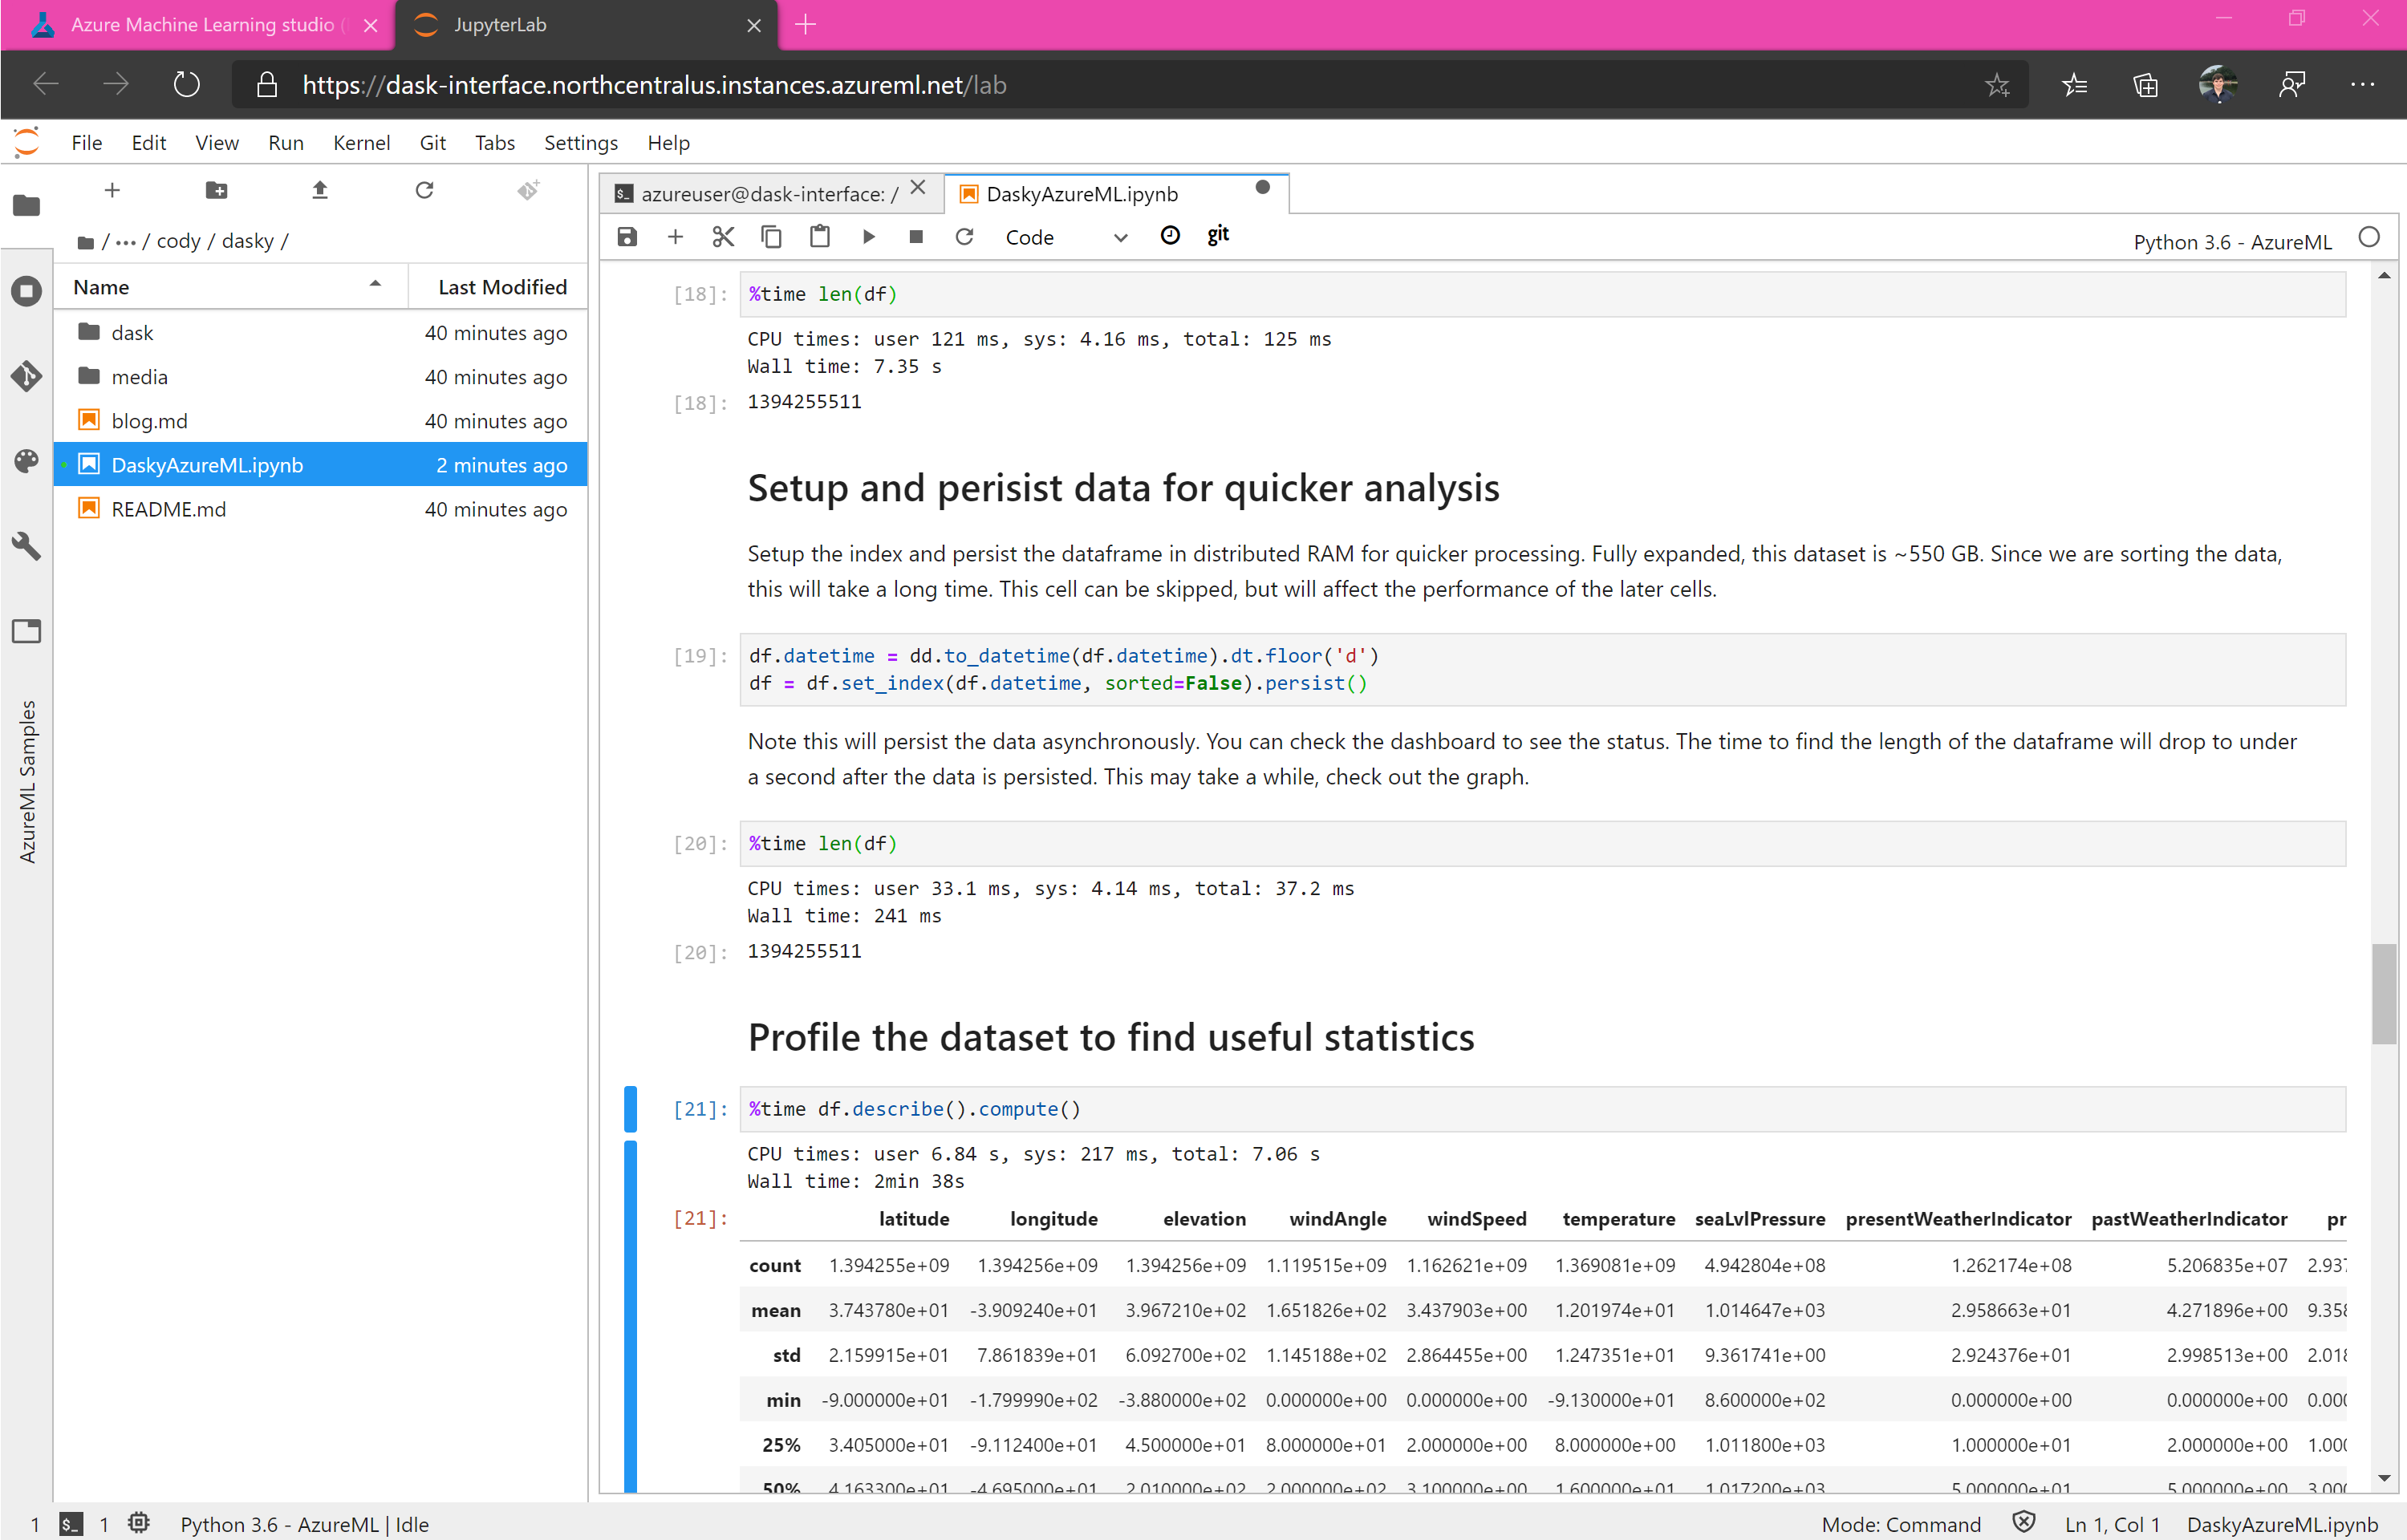 Azure Machine Learning studio (
JupyterLab
https://dask-interface.northcentralus.instances.azureml.net/lab
File Edit View Run Kernel Git Tabs Settings Help
/ ··· / cody / dasky /
Name Last Modified
dask 40 minutes ago
media 40 minutes ago
blog.md 40 minutes ago
DaskyAzureML.ipynb 2 minutes ago
README.md 40 minutes ago
AzureML Samples
azureuser@dask-interface: /
DaskyAzureML.ipynb
Code
git
Python 3.6 - AzureML
[18]: %time len(df)
CPU times: user 121 ms, sys: 4.16 ms, total: 125 ms
Wall time: 7.35 s
[18]: 1394255511
Setup and perisist data for quicker analysis
Setup the index and persist the dataframe in distributed RAM for quicker processing. Fully expanded, this dataset is ~550 GB. Since we are sorting the data,
this will take a long time. This cell can be skipped, but will affect the performance of the later cells.
[19]: df.datetime = dd.to_datetime(df.datetime).dt.floor('d')
df = df.set_index(df.datetime, sorted=False).persist()
Note this will persist the data asynchronously. You can check the dashboard to see the status. The time to find the length of the dataframe will drop to under
a second after the data is persisted. This may take a while, check out the graph.
[20]: %time len(df)
CPU times: user 33.1 ms, sys: 4.14 ms, total: 37.2 ms
Wall time: 241 ms
[20]: 1394255511
Profile the dataset to find useful statistics
[21]: %time df.describe().compute()
CPU times: user 6.84 s, sys: 217 ms, total: 7.06 s
Wall time: 2min 38s
[21]: latitude longitude elevation windAngle windSpeed temperature seaLvlPressure presentWeatherIndicator pastWeatherIndicator pr
count 1.394255e+09 1.394256e+09 1.394256e+09 1.119515e+09 1.162621e+09 1.369081e+09 4.942804e+08 1.262174e+08 5.206835e+07 2.937
mean 3.743780e+01 -3.909240e+01 3.967210e+02 1.651826e+02 3.437903e+00 1.201974e+01 1.014647e+03 2.958663e+01 4.271896e+00 9.358
std 2.159915e+01 7.861839e+01 6.092700e+02 1.145188e+02 2.864455e+00 1.247351e+01 9.361741e+00 2.924376e+01 2.998513e+00 2.018
min -9.000000e+01 -1.799990e+02 -3.880000e+02 0.000000e+00 0.000000e+00 -9.130000e+01 8.600000e+02 0.000000e+00 0.000000e+00 0.000
25% 3.405000e+01 -9.112400e+01 4.500000e+01 8.000000e+01 2.000000e+00 8.000000e+00 1.011800e+03 1.000000e+01 2.000000e+00 1.000
50% 4.163300e+01 -4.695000e+01 2.010000e+02 2.000000e+02 3.100000e+00 1.600000e+01 1.017200e+03 5.000000e+01 5.000000e+00 3.000
1 $_ 1 Python 3.6 - AzureML | Idle
Mode: Command Ln 1, Col 1 DaskyAzureML.ipynb